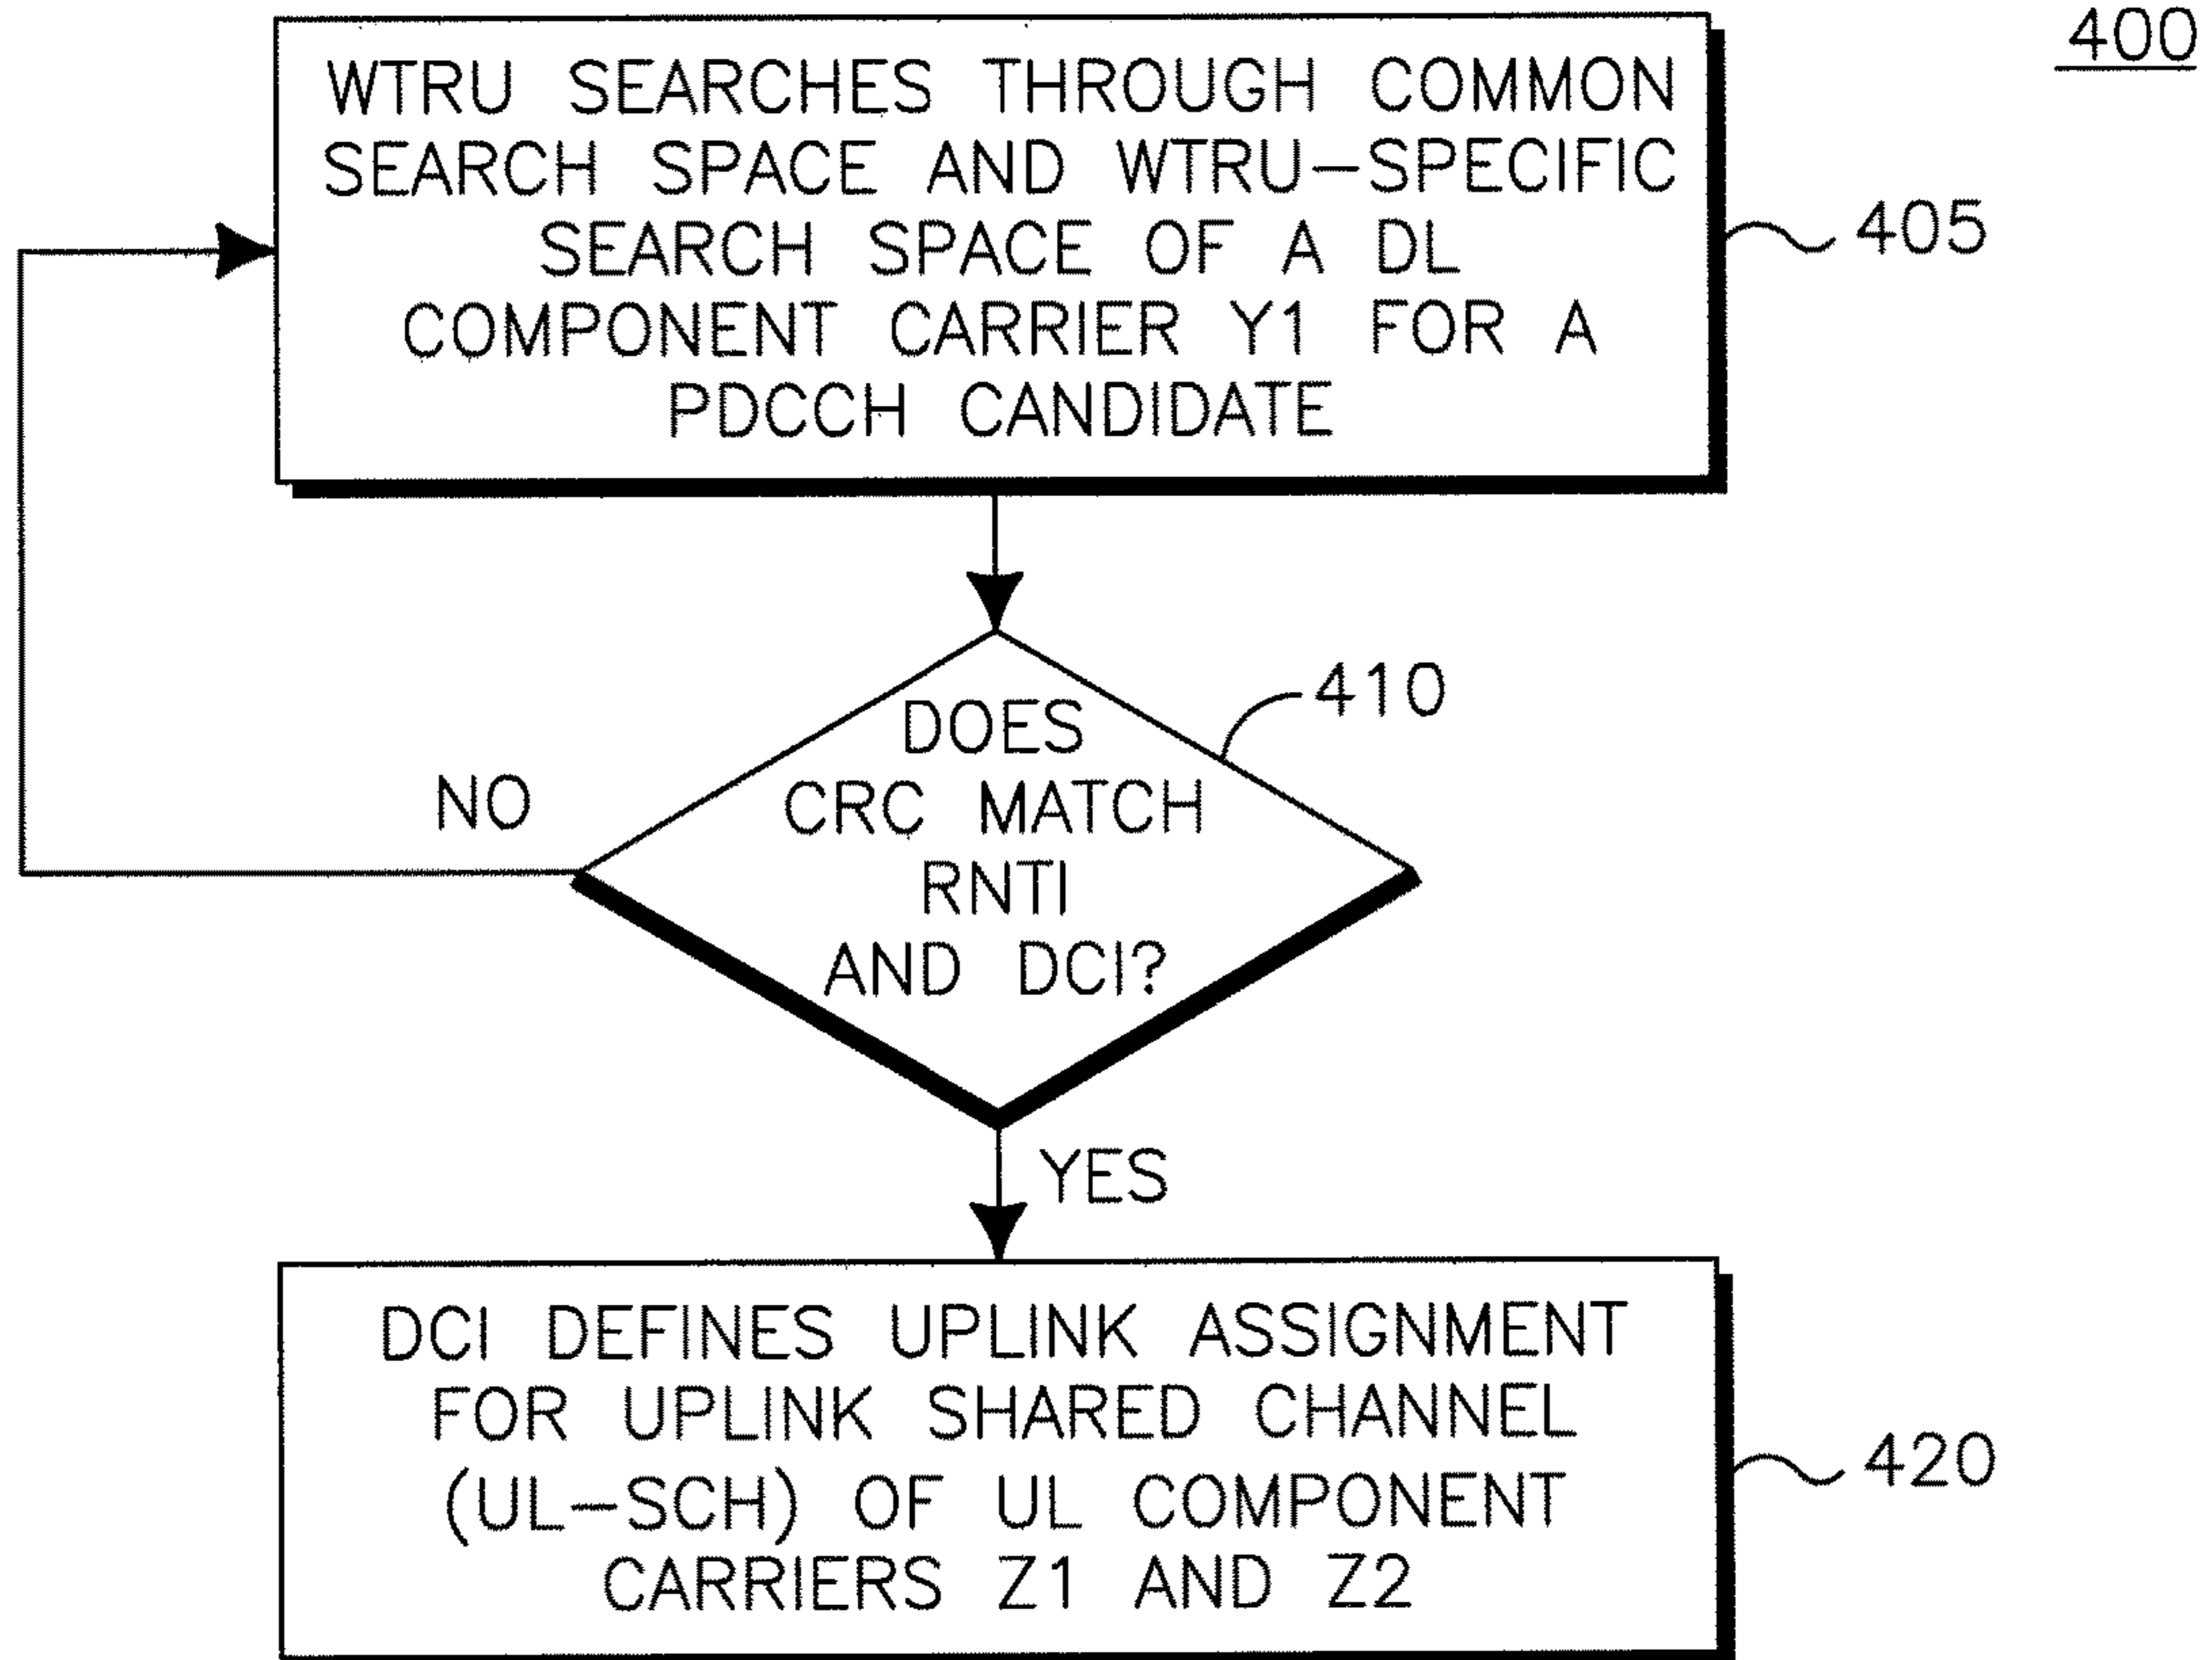 400
WTRU SEARCHES THROUGH COMMON
SEARCH SPACE AND WTRU-SPECIFIC
SEARCH SPACE OF A DL
COMPONENT CARRIER Y1 FOR A
PDCCH CANDIDATE
405
DOES
CRC MATCH
RNTI
AND DCI?
410
NO
YES
DCI DEFINES UPLINK ASSIGNMENT
FOR UPLINK SHARED CHANNEL
(UL-SCH) OF UL COMPONENT
CARRIERS Z1 AND Z2
420